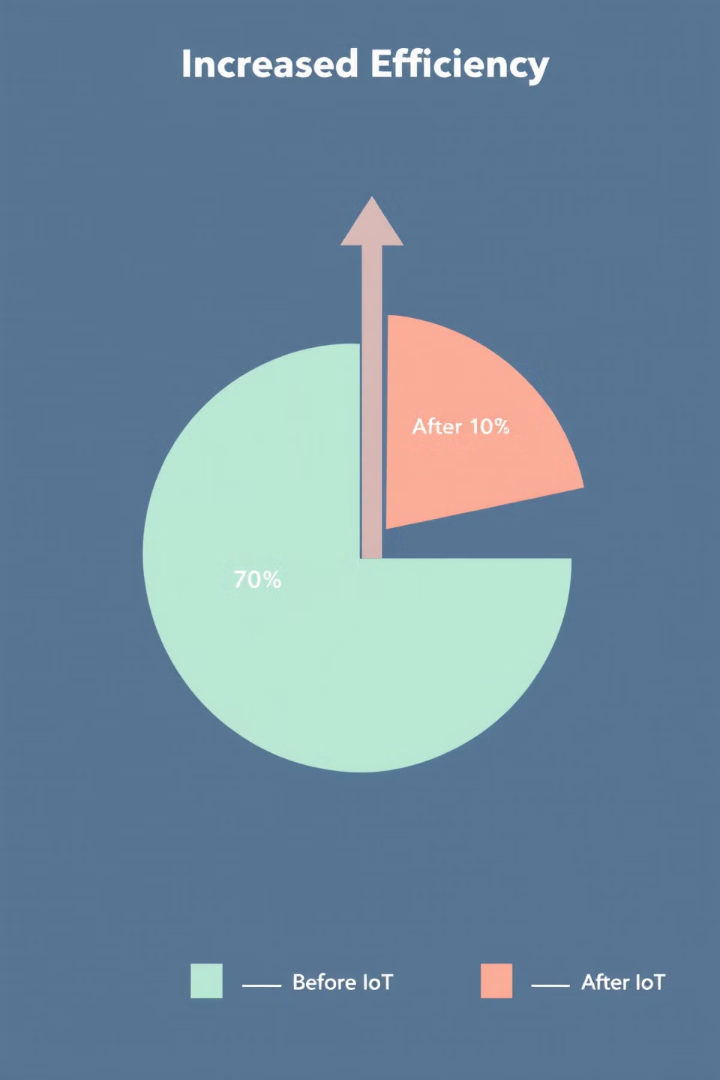 Increased Efficiency
After 10%
70%
Before IoT
After IoT